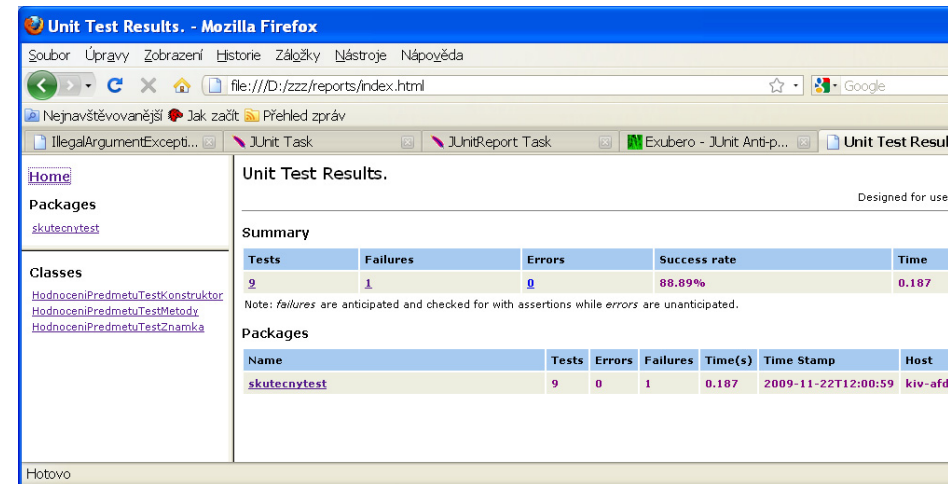 Unit Test Results. - Mozilla Firefox
Soubor Úpravy Zobrazení Historie Záložky Nástroje Nápověda
file:///D:/zzz/reports/index.html Google
Nejnavštěvovanější Jak začít Přehled zpráv
IllegalArgumentExcepti... JUnit Task JUnitReport Task Exubero - JUnit Anti-p... Unit Test Resul
Home
Packages
skutecnytest
Classes
HodnoceniPredmetuTestKonstruktor
HodnoceniPredmetuTestMetody
HodnoceniPredmetuTestZnamka
Unit Test Results.
Designed for use
Summary
Tests Failures Errors Success rate Time
9 1 0 88.89% 0.187
Note: failures are anticipated and checked for with assertions while errors are unanticipated.
Packages
Name Tests Errors Failures Time(s) Time Stamp Host
skutecnytest 9 0 1 0.187 2009-11-22T12:00:59 kiv-afd
Hotovo